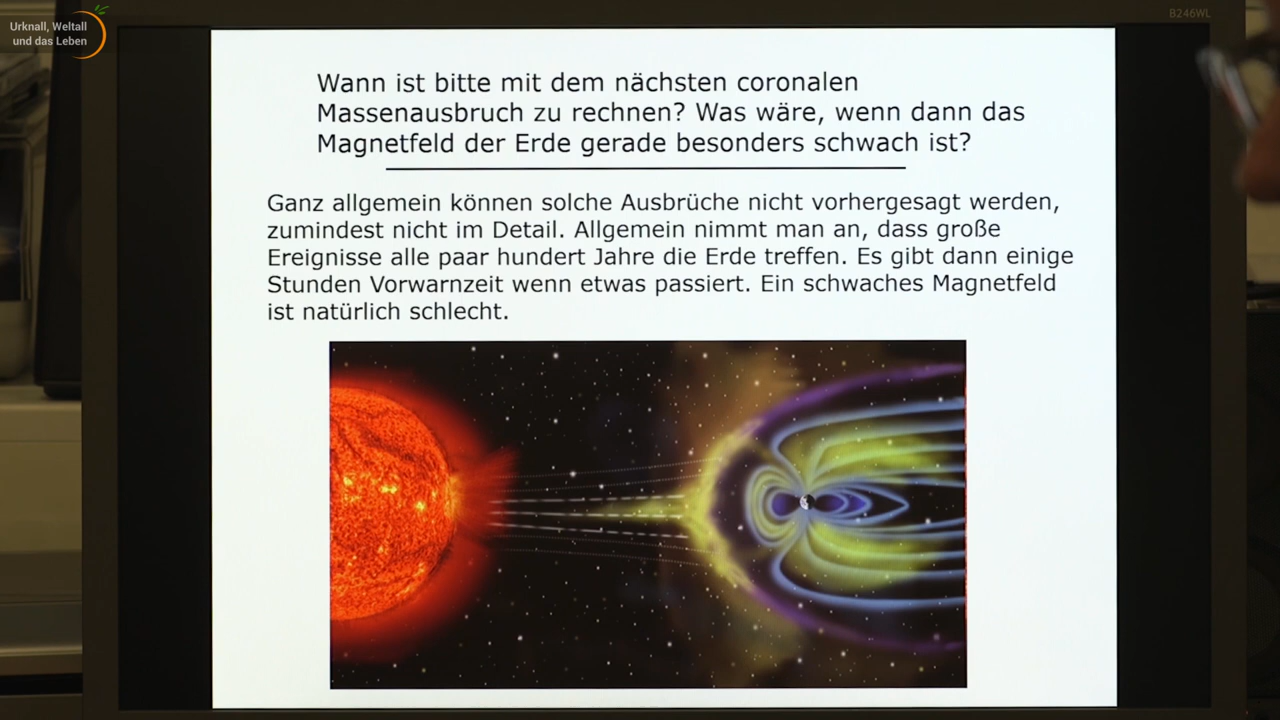 Urknall, Weltall
und das Leben
B246WL
Wann ist bitte mit dem nächsten coronalen
Massenausbruch zu rechnen? Was wäre, wenn dann das
Magnetfeld der Erde gerade besonders schwach ist?
Ganz allgemein können solche Ausbrüche nicht vorhergesagt werden,
zumindest nicht im Detail. Allgemein nimmt man an, dass große
Ereignisse alle paar hundert Jahre die Erde treffen. Es gibt dann einige
Stunden Vorwarnzeit wenn etwas passiert. Ein schwaches Magnetfeld
ist natürlich schlecht.